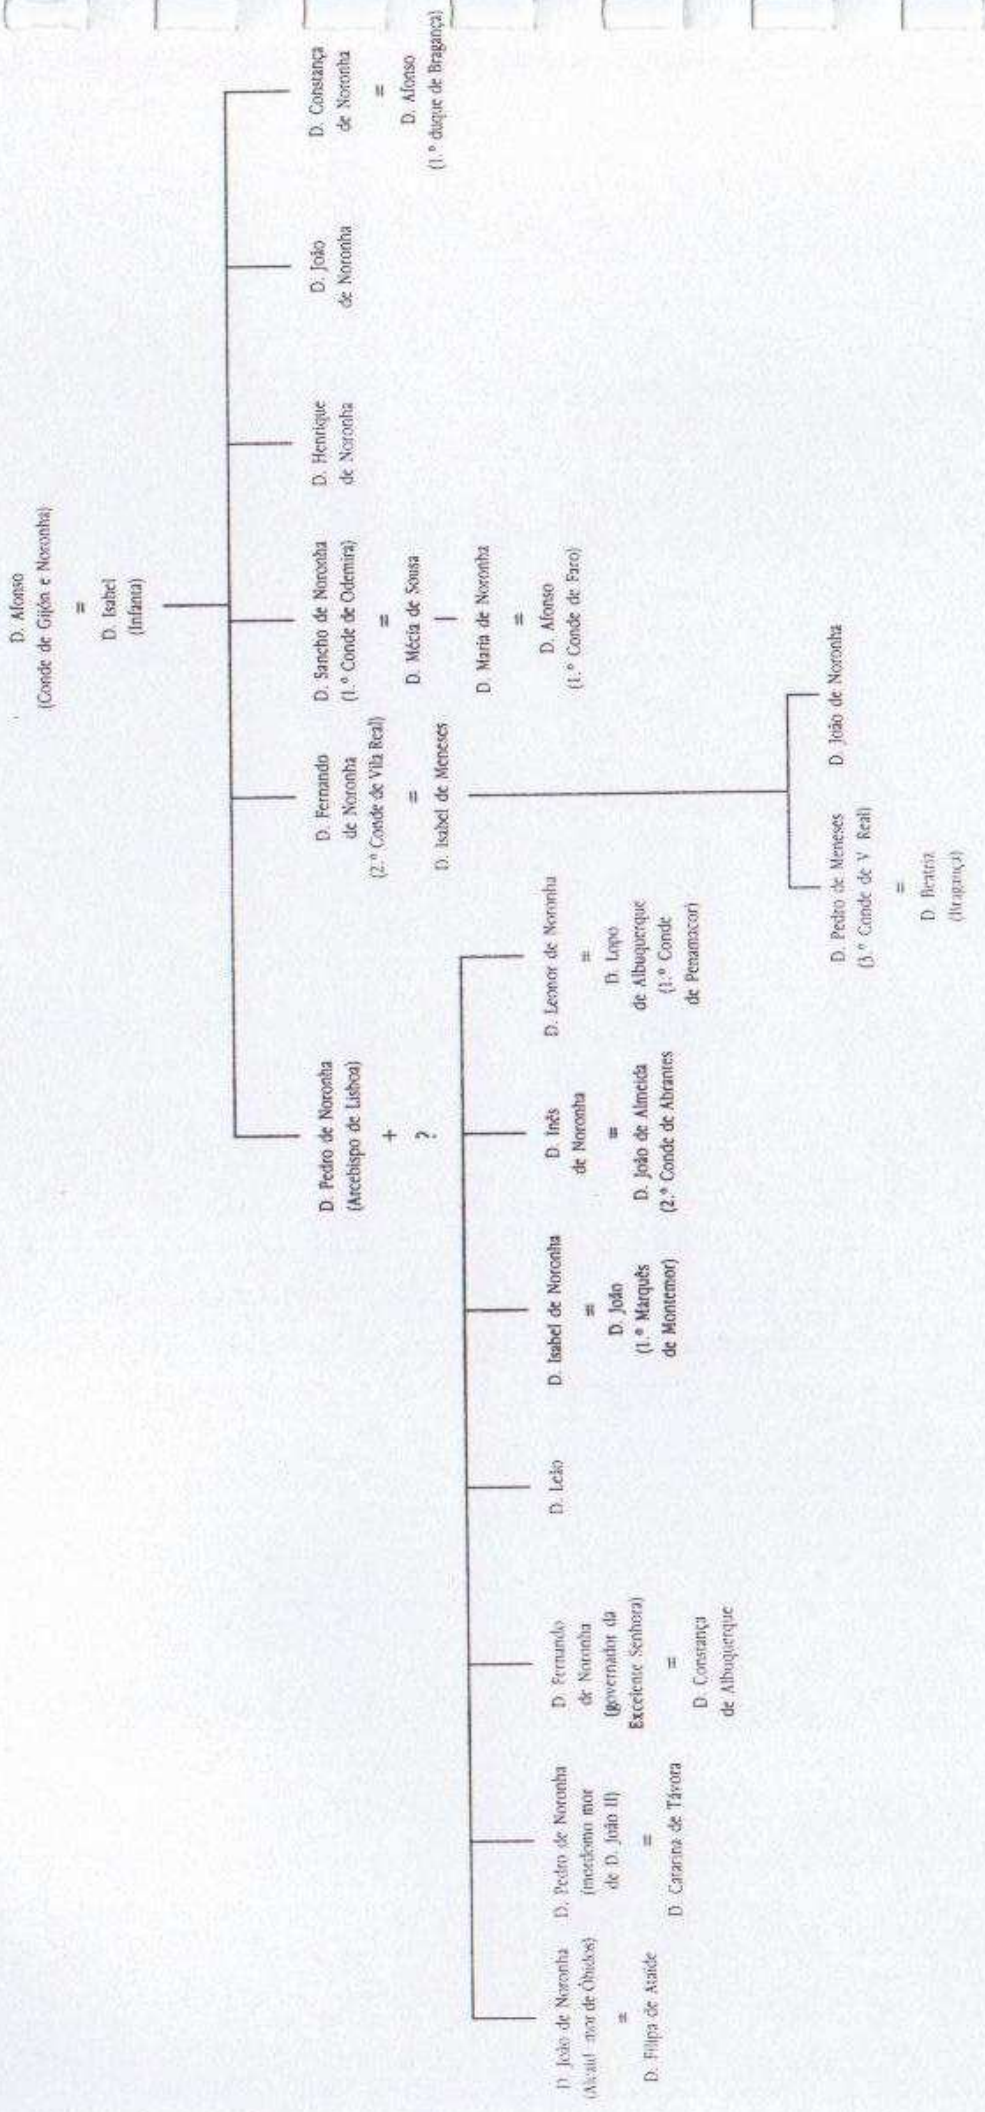 D. Afonso
(Conde de Gijón e Noronha)
=
D. Isabel
(Infanta)
D. Pedro de Noronha
(Arcebispo de Lisboa)
+
?
D. Fernando
de Noronha
(2.º Conde de Vila Real)
=
D. Isabel de Meneses
D. Sancho de Noronha
(1.º Conde de Odemira)
=
D. Mécia de Sousa
D. Maria de Noronha
=
D. Afonso
(1.º Conde de Faro)
D. Henrique
de Noronha
D. João
de Noronha
D. Constança
de Noronha
=
D. Afonso
(1.º duque de Bragança)
D. João de Noronha
(Alcaid mor de Óbidos)
=
D. Filipa de Ataíde
D. Pedro de Noronha
(mordomo mor
de D. João II)
=
D. Catarina de Távora
D. Fernando
de Noronha
(governador da
Excelente Senhora)
=
D. Constança
de Albuquerque
D. Leão
D. Isabel de Noronha
=
D. João
(1.º Marquês
de Montemor)
D. Inês
de Noronha
=
D. João de Almeida
(2.º Conde de Abrantes
D. Leonor de Noronha
=
D. Lopo
de Albuquerque
(1.º Conde
de Penamacor)
D. Pedro de Meneses
(3.º Conde de V. Real)
=
D. Beatriz
(Bragança)
D. João de Noronha